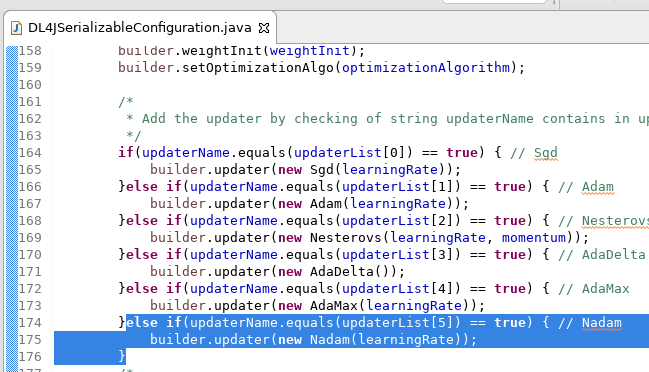 DL4JSerializableConfiguration.java
158 builder.weightInit(weightInit);
159 builder.setOptimizationAlgo(optimizationAlgorithm);
160
161 /*
162 * Add the updater by checking of string updaterName contains in up
163 */
164 if(updaterName.equals(updaterList[0]) == true) { // Sgd
165 builder.updater(new Sgd(learningRate));
166 }else if(updaterName.equals(updaterList[1]) == true) { // Adam
167 builder.updater(new Adam(learningRate));
168 }else if(updaterName.equals(updaterList[2]) == true) { // Nesterovs
169 builder.updater(new Nesterovs(learningRate, momentum));
170 }else if(updaterName.equals(updaterList[3]) == true) { // AdaDelta
171 builder.updater(new AdaDelta());
172 }else if(updaterName.equals(updaterList[4]) == true) { // AdaMax
173 builder.updater(new AdaMax(learningRate));
174 }else if(updaterName.equals(updaterList[5]) == true) { // Nadam
175 builder.updater(new Nadam(learningRate));
176 }
177 /*